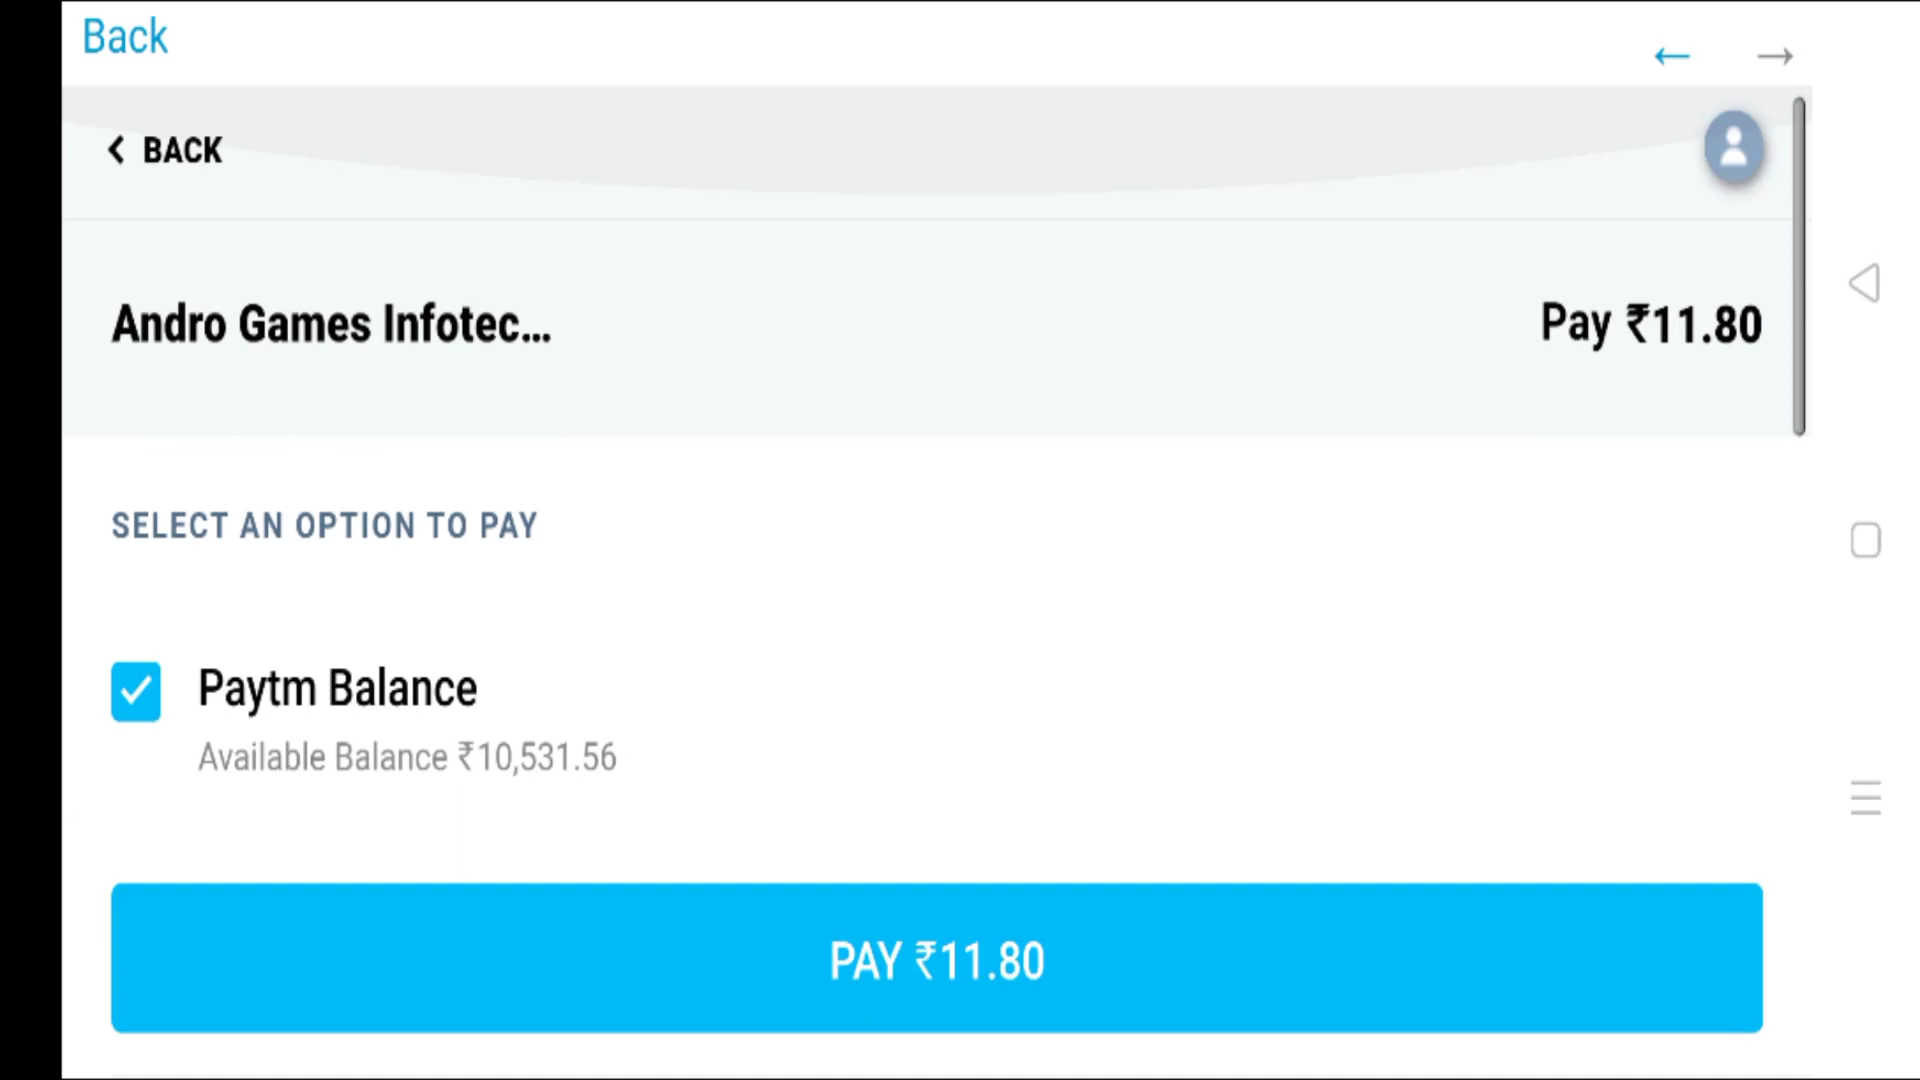 Back
BACK
Andro Games Infotec...
Pay ₹11.80
SELECT AN OPTION TO PAY
Paytm Balance
Available Balance ₹10,531.56
PAY ₹11.80